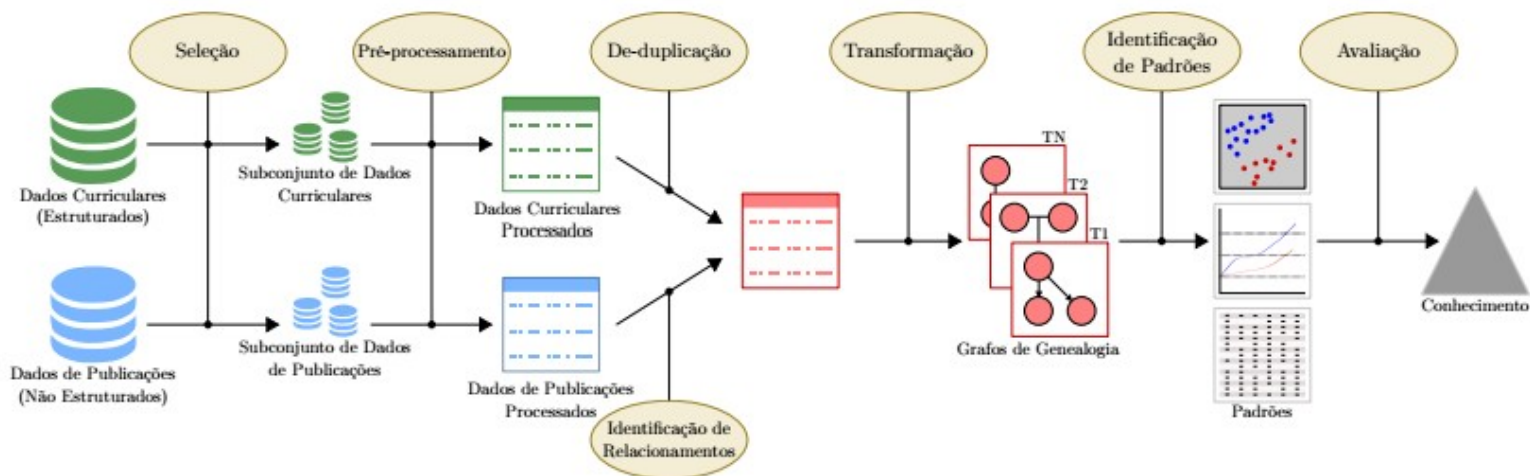 Seleção
Pré-processamento
De-duplicação
Transformação
Identificação
de Padrões
Avaliação
Dados Curriculares
(Estruturados)
Subconjunto de Dados
Curriculares
Dados Curriculares
Processados
TN
T2
T1
Dados de Publicações
(Não Estruturados)
Subconjunto de Dados
de Publicações
Dados de Publicações
Processados
Identificação de
Relacionamentos
Grafos de Genealogia
Padrões
Conhecimento